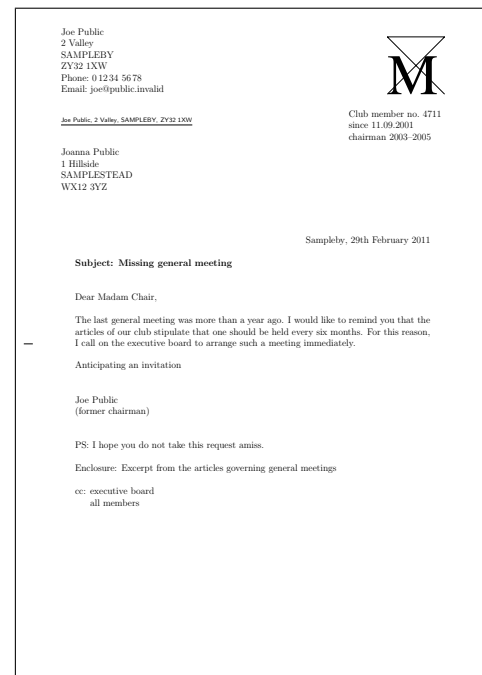 Joe Public
2 Valley
SAMPLEBY
ZY32 1XW
Phone: 0 12 34 56 78
Email: joe@public.invalid
M
Club member no. 4711
since 11.09.2001
chairman 2003–2005
Joe Public, 2 Valley, SAMPLEBY, ZY32 1XW
Joanna Public
1 Hillside
SAMPLESTEAD
WX12 3YZ
Sampleby, 29th February 2011
Subject: Missing general meeting
Dear Madam Chair,
The last general meeting was more than a year ago. I would like to remind you that the
articles of our club stipulate that one should be held every six months. For this reason,
I call on the executive board to arrange such a meeting immediately.
Anticipating an invitation
Joe Public
(former chairman)
PS: I hope you do not take this request amiss.
Enclosure: Excerpt from the articles governing general meetings
cc: executive board
all members